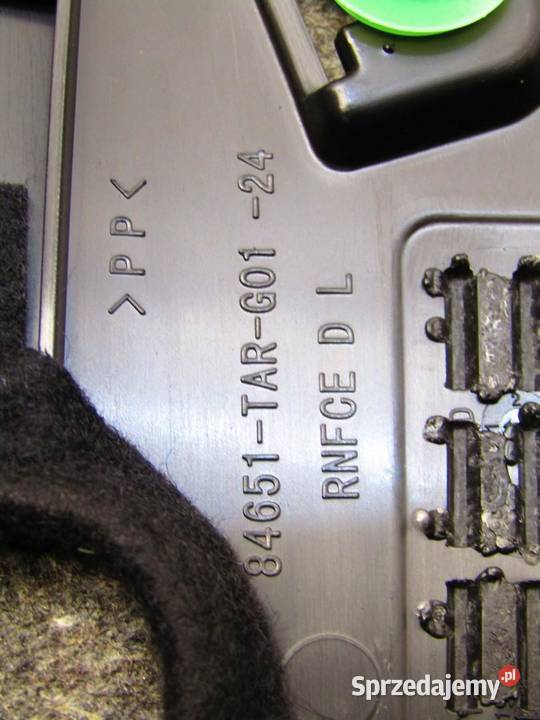 >PP<
84651-TAR-G01 -24
RNFCE D L
Sprzedajemy.pl